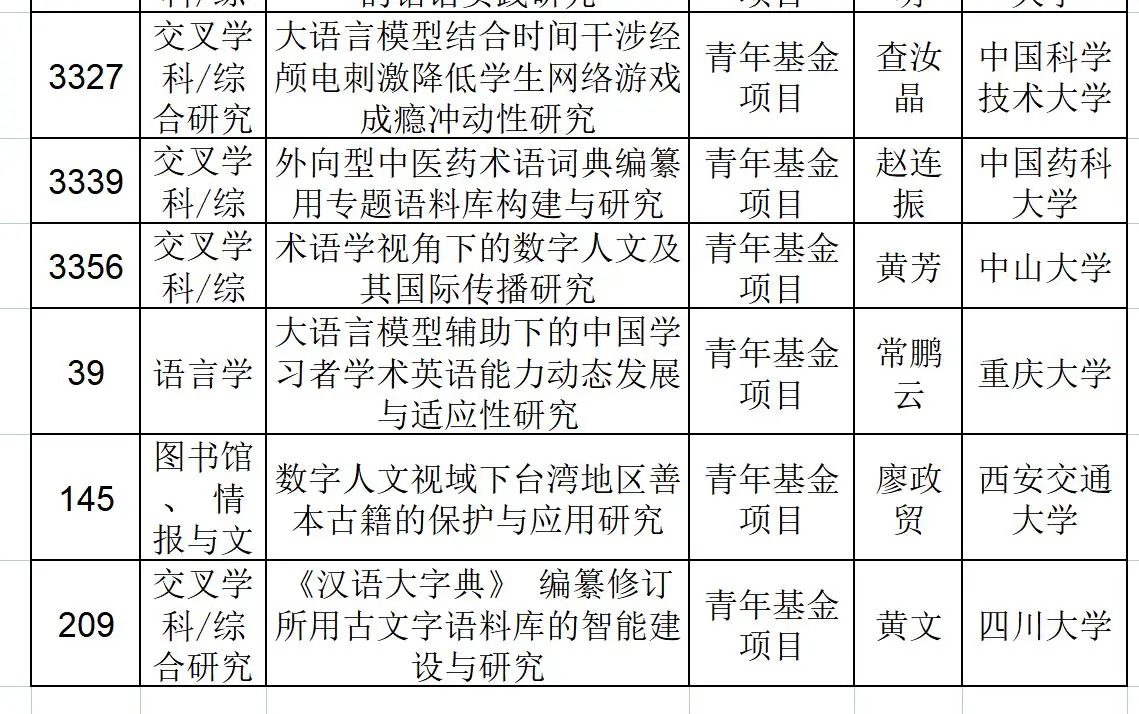 3327
交叉学
科/综
合研究
大语言模型结合时间干涉经
颅电刺激降低学生网络游戏
成瘾冲动性研究
青年基金
项目
查汝
晶
中国科学
技术大学
3339
交叉学
科/综
外向型中医药术语词典编纂
用专题语料库构建与研究
青年基金
项目
赵连
振
中国药科
大学
3356
交叉学
科/综
术语学视角下的数字人文及
其国际传播研究
青年基金
项目
黄芳
中山大学
39
语言学
大语言模型辅助下的中国学
习者学术英语能力动态发展
与适应性研究
青年基金
项目
常鹏
云
重庆大学
145
图书馆
、 情
报与文
数字人文视域下台湾地区善
本古籍的保护与应用研究
青年基金
项目
廖政
贸
西安交通
大学
209
交叉学
科/综
合研究
《汉语大字典》 编纂修订
所用古文字语料库的智能建
设与研究
青年基金
项目
黄文
四川大学